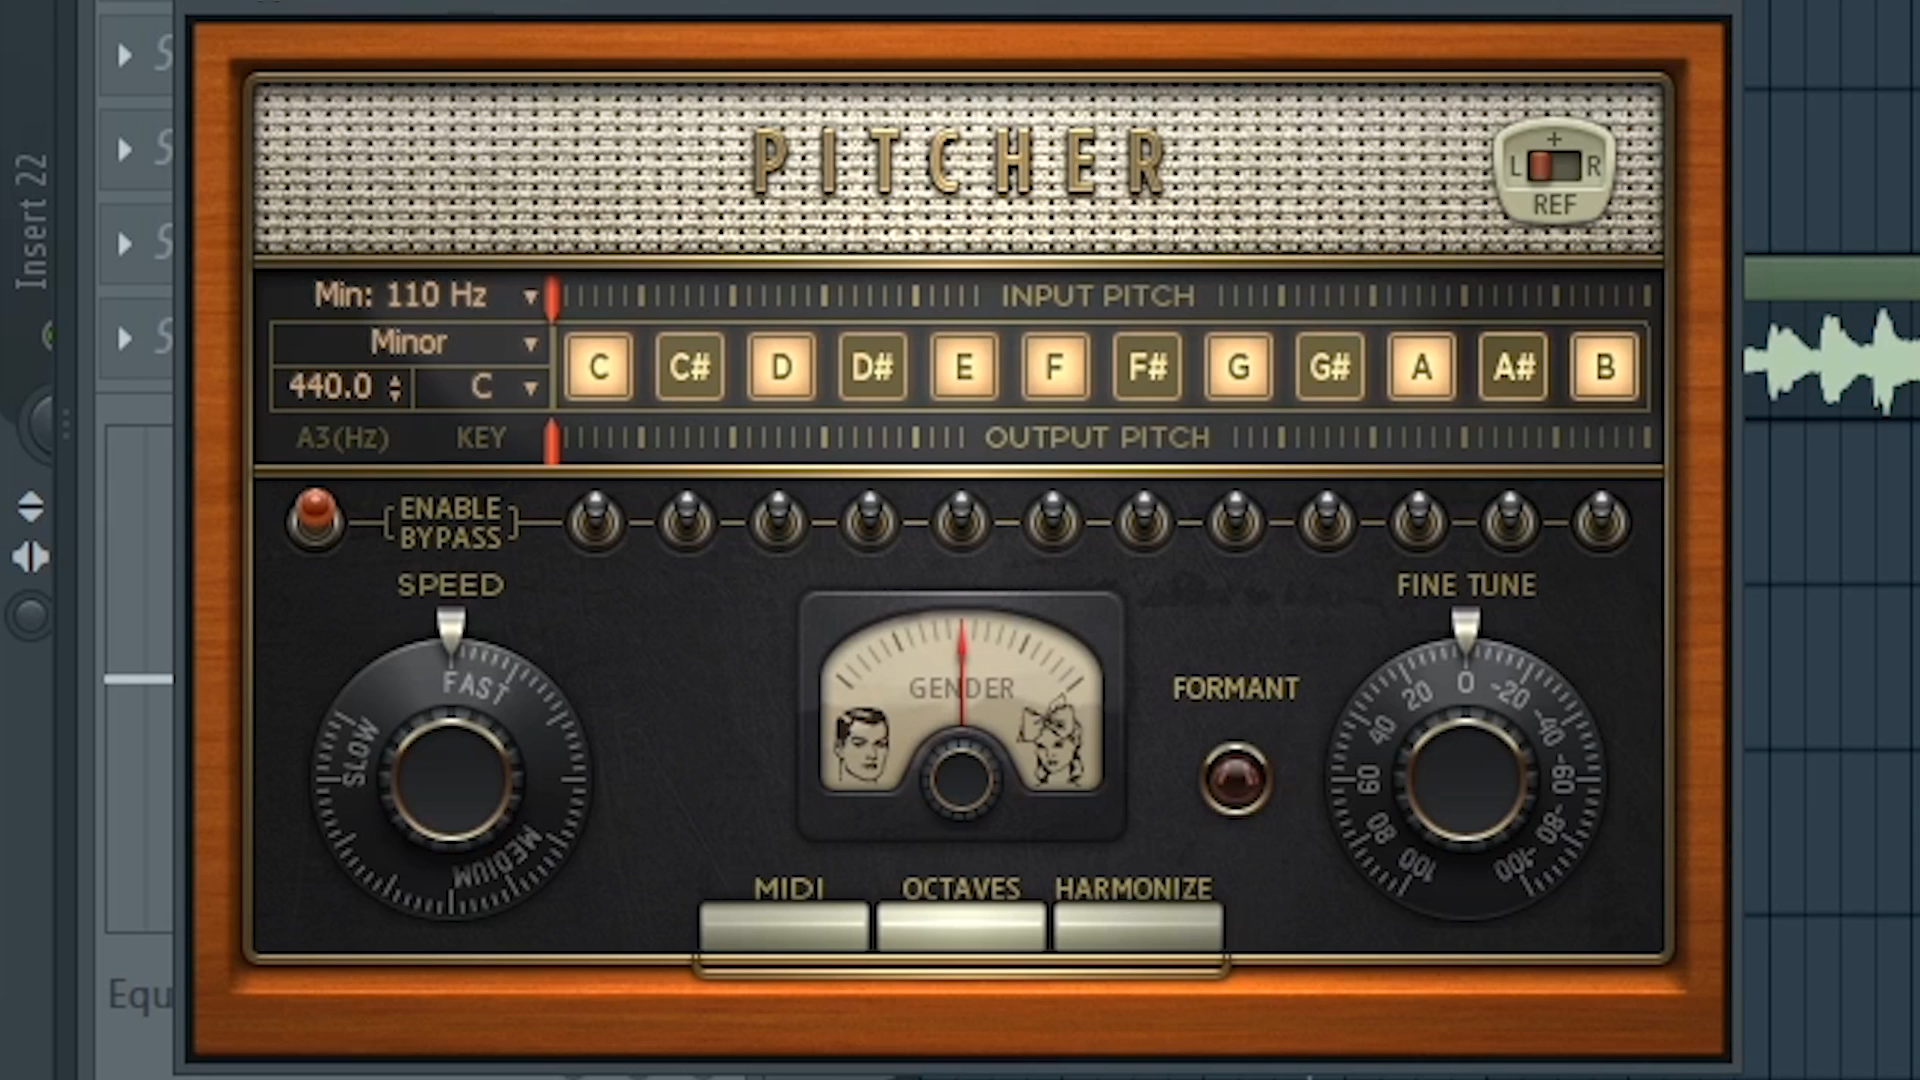 Insert 22
S
S
S
S
Equ
PITCHER
+
L R
REF
Min: 110 Hz
INPUT PITCH
Minor
440.0 C
C C# D D# E F F# G G# A A# B
A3(Hz) KEY
OUTPUT PITCH
ENABLE
BYPASS
SPEED
FAST
SLOW
MEDIUM
GENDER
FORMANT
FINE TUNE
100 80 60 40 20 0 -20 -40 -60 -80 -100
MIDI OCTAVES HARMONIZE